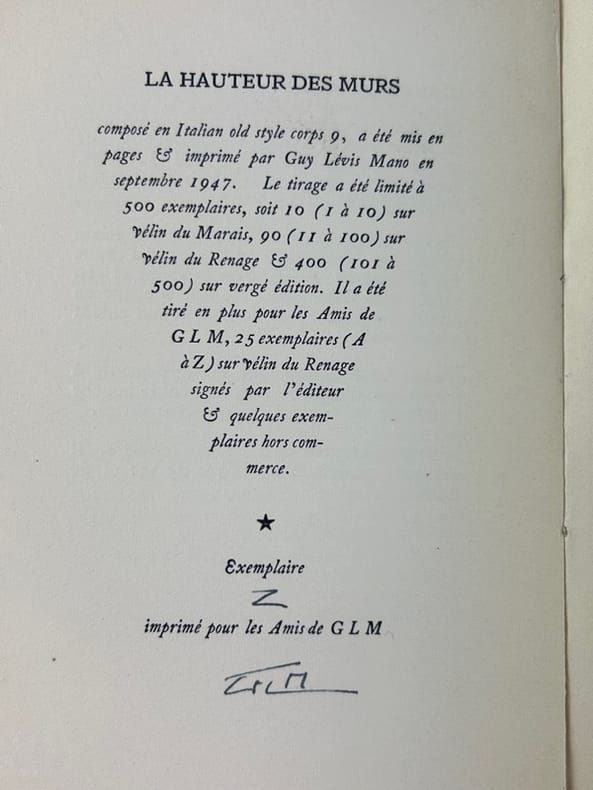 LA HAUTEUR DES MURS
composé en Italian old style corps 9, a été mis en
pages & imprimé par Guy Lévis Mano en
septembre 1947. Le tirage a été limité à
500 exemplaires, soit 10 (1 à 10) sur
vélin du Marais, 90 (11 à 100) sur
vélin du Renage & 400 (101 à
500) sur vergé édition. Il a été
tiré en plus pour les Amis de
G L M, 25 exemplaires (A
à Z) sur vélin du Renage
signés par l'éditeur
& quelques exem-
plaires hors com-
merce.
★
Exemplaire
Z
imprimé pour les Amis de G L M
GLM